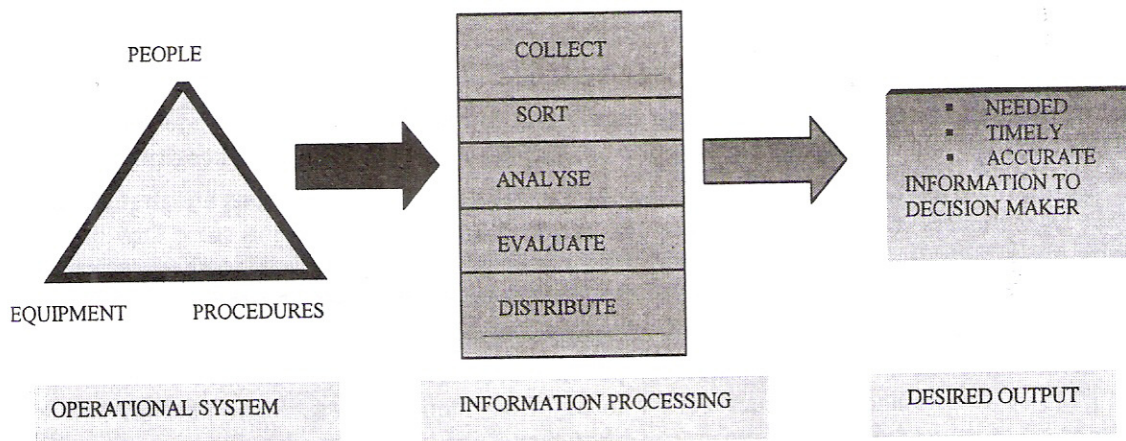 PEOPLE
EQUIPMENT
PROCEDURES
OPERATIONAL SYSTEM
COLLECT
SORT
ANALYSE
EVALUATE
DISTRIBUTE
INFORMATION PROCESSING
▪ NEEDED
▪ TIMELY
▪ ACCURATE
INFORMATION TO
DECISION MAKER
DESIRED OUTPUT